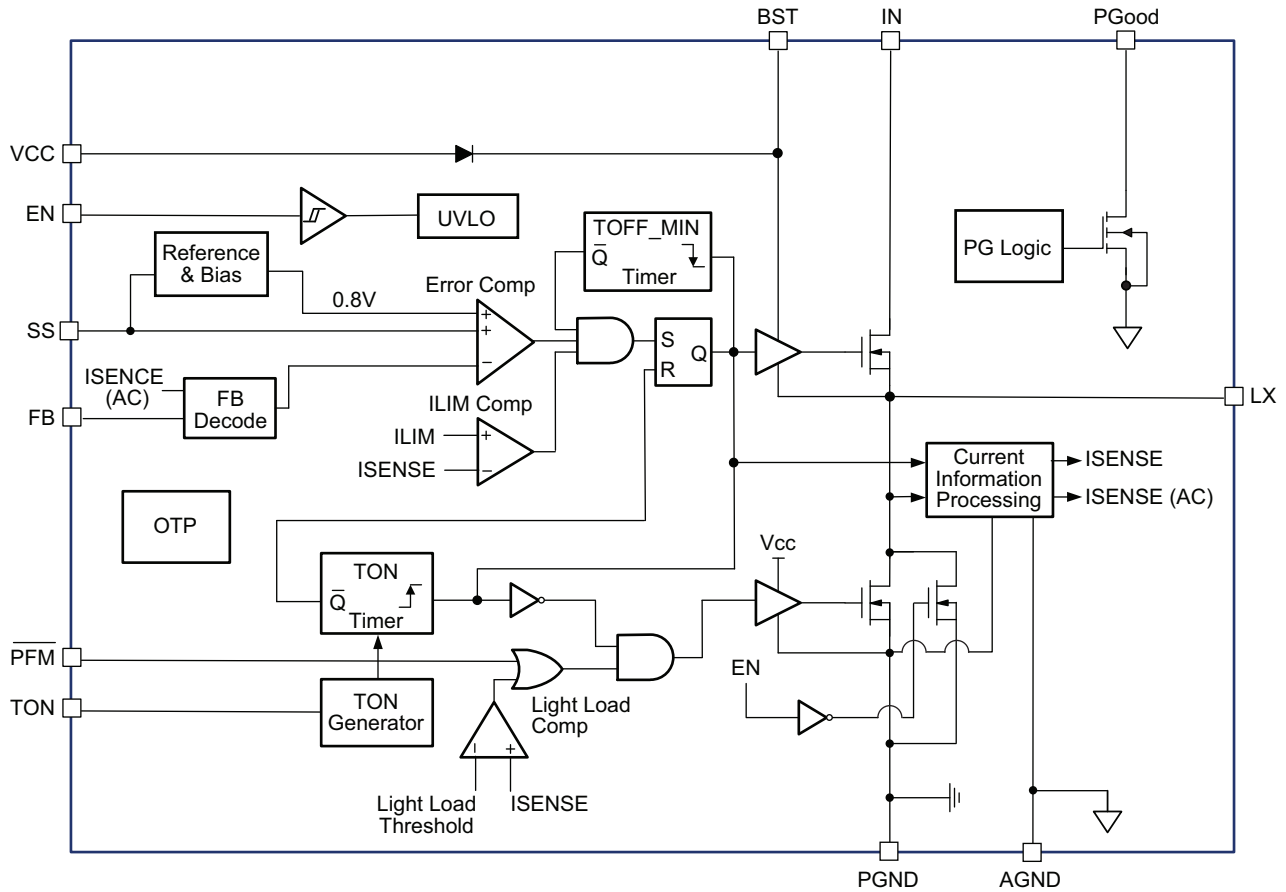 BST
IN
PGood
VCC
EN
UVLO
TOFF_MIN
Q̅
Timer
PG Logic
Reference
& Bias
Error Comp
0.8V
+
+
−
SS
S
R
Q
ISENCE
(AC)
FB
FB
Decode
ILIM Comp
ILIM
+
ISENSE
−
LX
Current
Information
Processing
ISENSE
ISENSE (AC)
OTP
Vcc
TON
Q̅
Timer
P̅F̅M̅
TON
TON
Generator
Light Load
Comp
EN
−
+
Light Load
Threshold
ISENSE
PGND
AGND